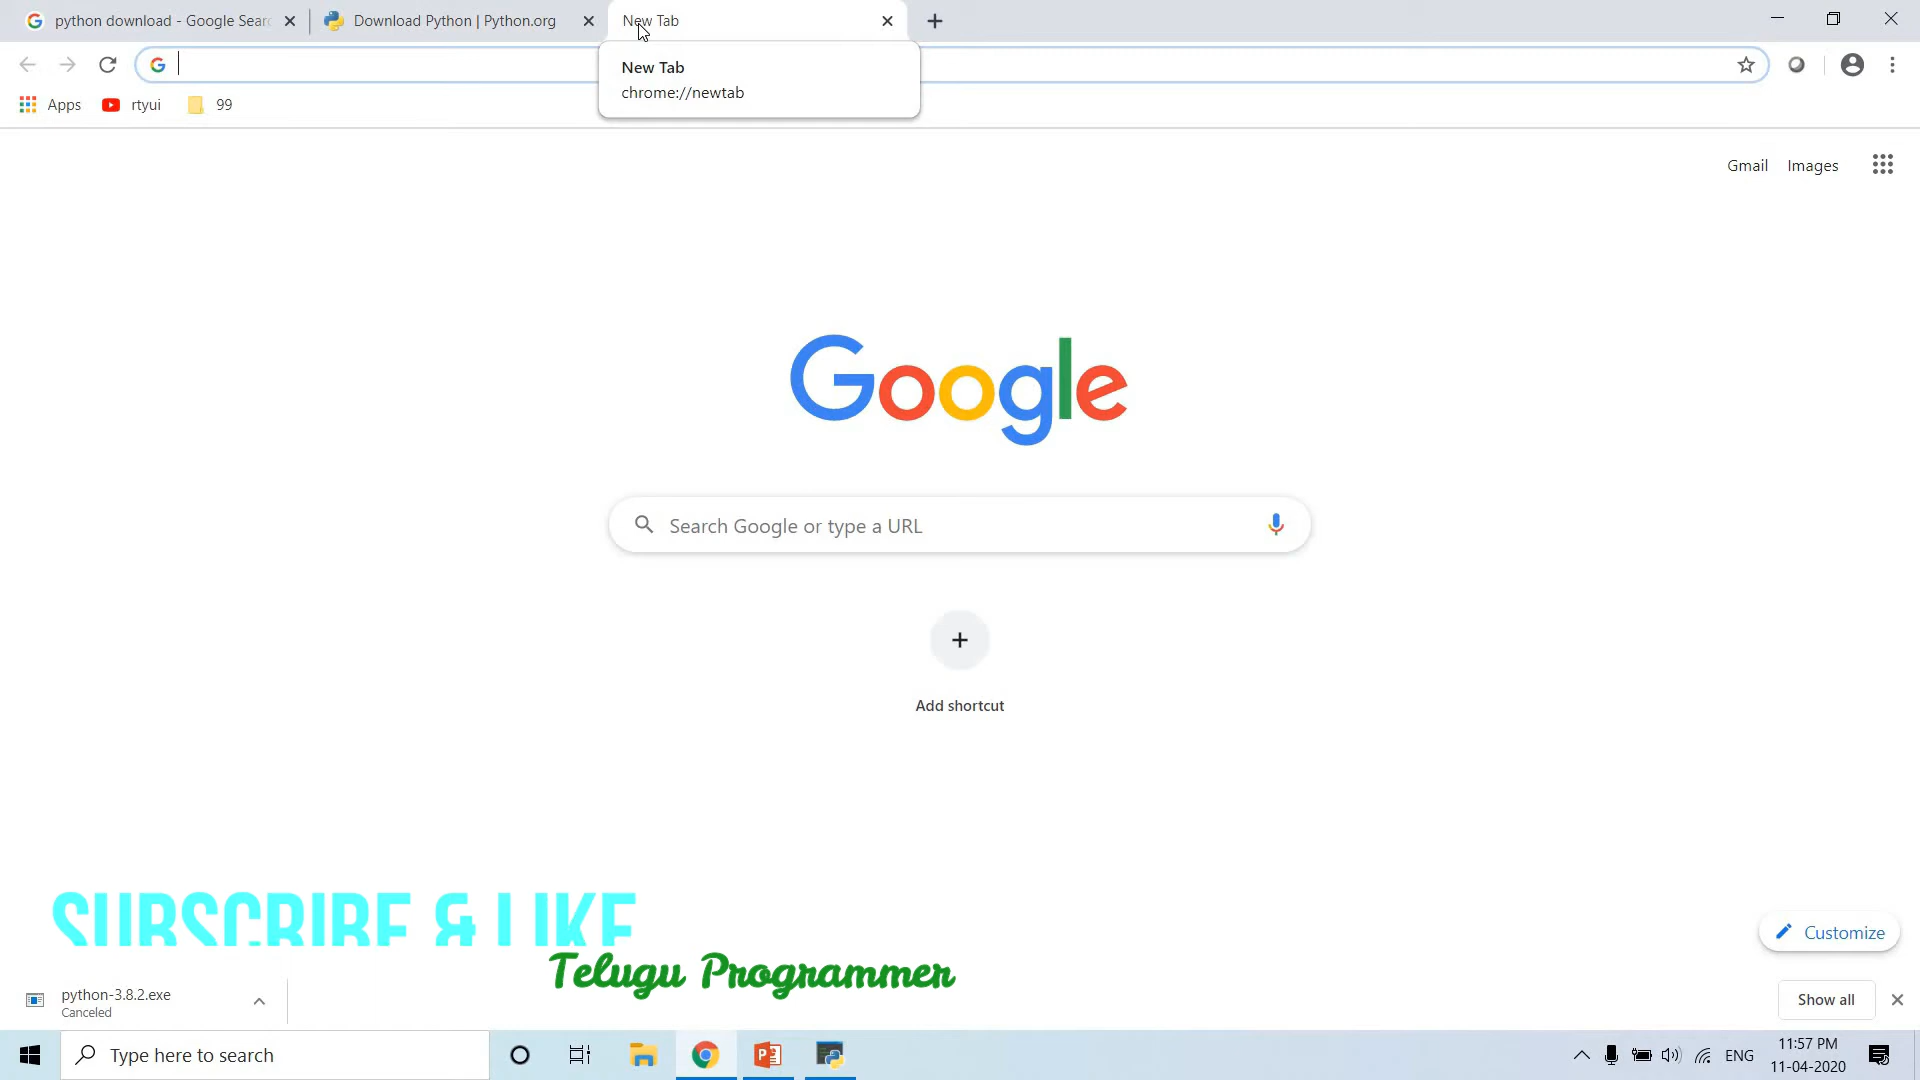 python download - Google Sear
Download Python | Python.org
New Tab
New Tab
chrome://newtab
Apps
rtyui
99
Gmail
Images
Google
Search Google or type a URL
Add shortcut
SUBSCRIBE & LIKE
Telugu Programmer
Customize
python-3.8.2.exe
Canceled
Show all
Type here to search
ENG
11:57 PM
11-04-2020